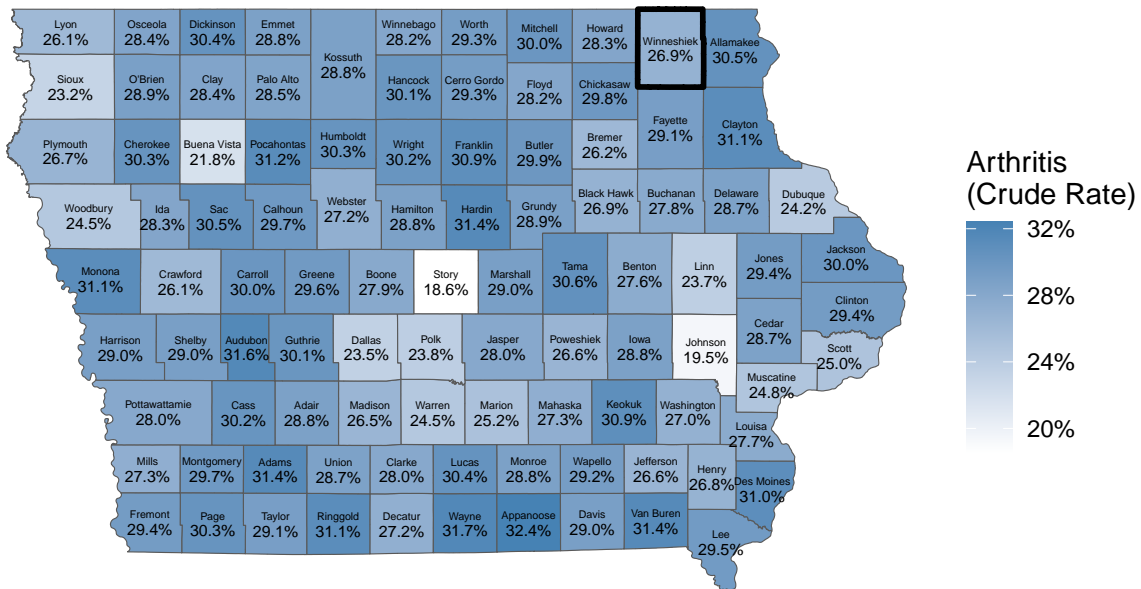 Lyon
26.1%
Osceola
28.4%
Dickinson
30.4%
Emmet
28.8%
Winnebago
28.2%
Worth
29.3%
Mitchell
30.0%
Howard
28.3%
Winneshiek
26.9%
Allamakee
30.5%
Kossuth
28.8%
Sioux
23.2%
O'Brien
28.9%
Clay
28.4%
Palo Alto
28.5%
Hancock
30.1%
Cerro Gordo
29.3%
Floyd
28.2%
Chickasaw
29.8%
Fayette
29.1%
Clayton
31.1%
Plymouth
26.7%
Cherokee
30.3%
Buena Vista
21.8%
Pocahontas
31.2%
Humboldt
30.3%
Wright
30.2%
Franklin
30.9%
Butler
29.9%
Bremer
26.2%
Woodbury
24.5%
Ida
28.3%
Sac
30.5%
Calhoun
29.7%
Webster
27.2%
Hamilton
28.8%
Hardin
31.4%
Grundy
28.9%
Black Hawk
26.9%
Buchanan
27.8%
Delaware
28.7%
Dubuque
24.2%
Monona
31.1%
Crawford
26.1%
Carroll
30.0%
Greene
29.6%
Boone
27.9%
Story
18.6%
Marshall
29.0%
Tama
30.6%
Benton
27.6%
Linn
23.7%
Jones
29.4%
Jackson
30.0%
Clinton
29.4%
Harrison
29.0%
Shelby
29.0%
Audubon
31.6%
Guthrie
30.1%
Dallas
23.5%
Polk
23.8%
Jasper
28.0%
Poweshiek
26.6%
Iowa
28.8%
Johnson
19.5%
Cedar
28.7%
Scott
25.0%
Muscatine
24.8%
Pottawattamie
28.0%
Cass
30.2%
Adair
28.8%
Madison
26.5%
Warren
24.5%
Marion
25.2%
Mahaska
27.3%
Keokuk
30.9%
Washington
27.0%
Louisa
27.7%
Mills
27.3%
Montgomery
29.7%
Adams
31.4%
Union
28.7%
Clarke
28.0%
Lucas
30.4%
Monroe
28.8%
Wapello
29.2%
Jefferson
26.6%
Henry
26.8%
Des Moines
31.0%
Fremont
29.4%
Page
30.3%
Taylor
29.1%
Ringgold
31.1%
Decatur
27.2%
Wayne
31.7%
Appanoose
32.4%
Davis
29.0%
Van Buren
31.4%
Lee
29.5%
Arthritis
(Crude Rate)
32%
28%
24%
20%